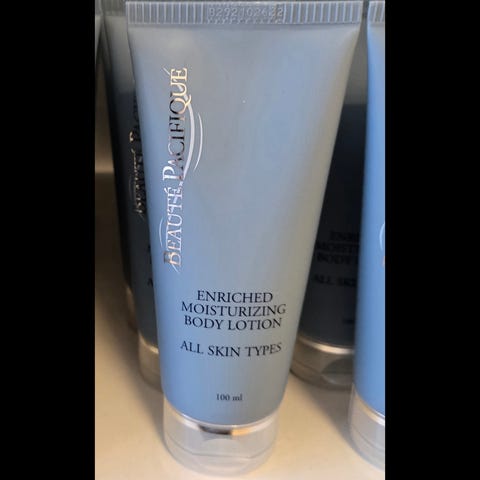 BEAUTÉ PACIFIQUE
ENRICHED
MOISTURIZING
BODY LOTION
ALL SKIN TYPES
100 ml